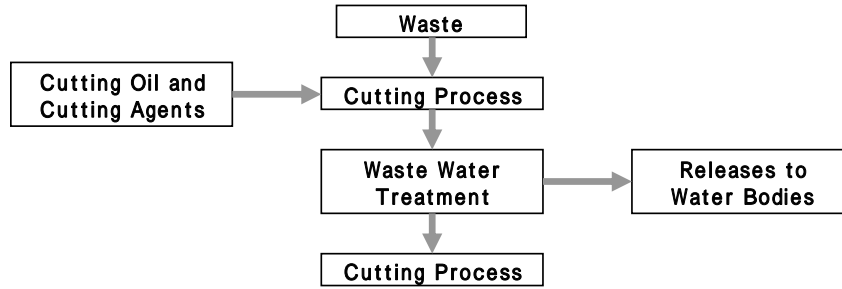 Waste
Cutting Oil and
Cutting Agents
Cutting Process
Waste Water
Treatment
Releases to
Water Bodies
Cutting Process